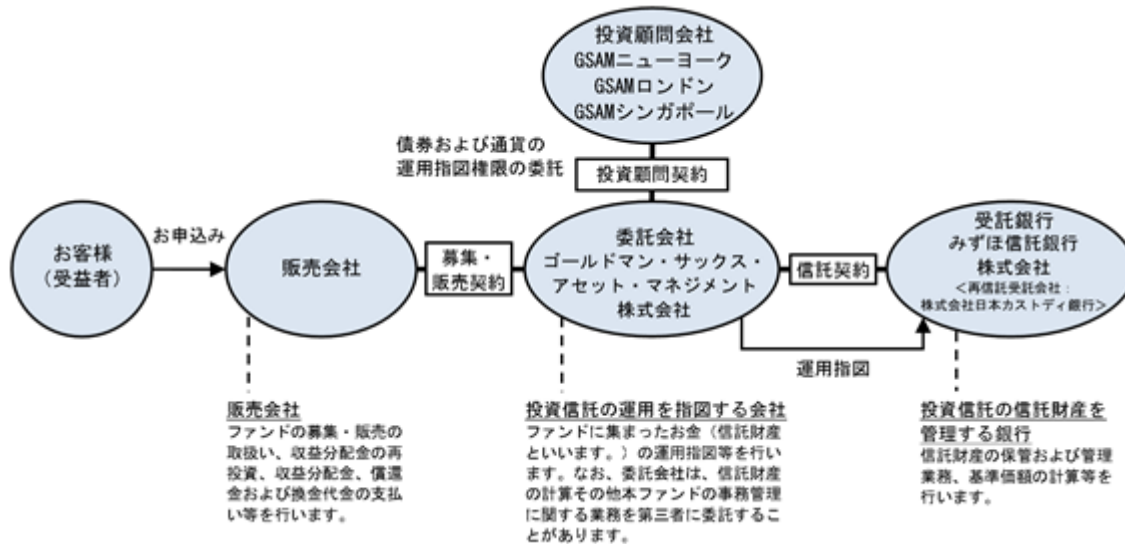 投資顧問会社
GSAMニューヨーク
GSAMロンドン
GSAMシンガポール
債券および通貨の
運用指図権限の委託
投資顧問契約
お客様
(受益者)
お申込み
販売会社
募集・
販売契約
委託会社
ゴールドマン・サックス・
アセット・マネジメント
株式会社
信託契約
受託銀行
みずほ信託銀行
株式会社
<再信託受託会社:
株式会社日本カストディ銀行>
運用指図
販売会社
ファンドの募集・販売の
取扱い、収益分配金の再
投資、収益分配金、償還
金および換金代金の支払
い等を行います。
投資信託の運用を指図する会社
ファンドに集まったお金(信託財産
といいます。)の運用指図等を行い
ます。なお、委託会社は、信託財産
の計算その他本ファンドの事務管理
に関する業務を第三者に委託するこ
とがあります。
投資信託の信託財産を
管理する銀行
信託財産の保管および管理
業務、基準価額の計算等を
行います。